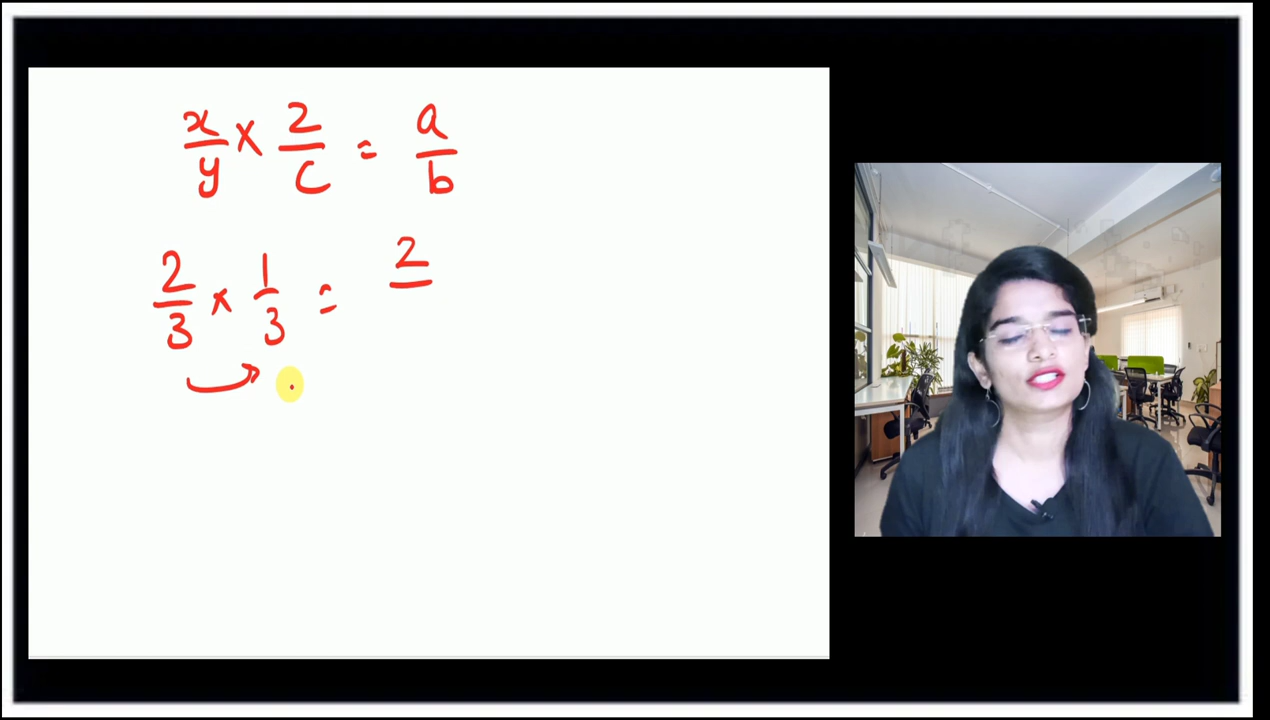 x/y × 2/c = a/b
2/3 × 1/3 = 2/